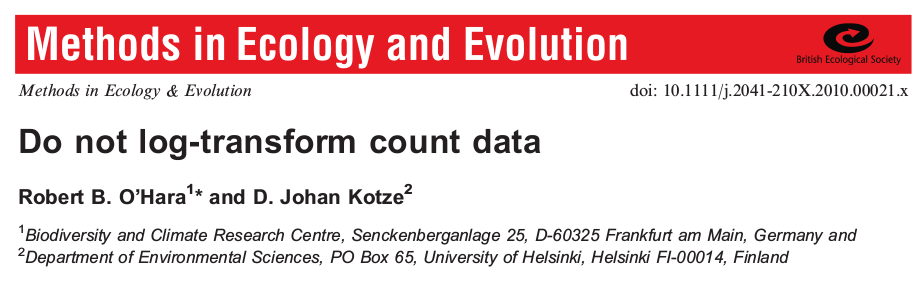 Methods in Ecology and Evolution
British Ecological Society
Methods in Ecology & Evolution
doi: 10.1111/j.2041-210X.2010.00021.x
Do not log-transform count data
Robert B. O’Hara1* and D. Johan Kotze2
1Biodiversity and Climate Research Centre, Senckenberganlage 25, D-60325 Frankfurt am Main, Germany and
2Department of Environmental Sciences, PO Box 65, University of Helsinki, Helsinki FI-00014, Finland